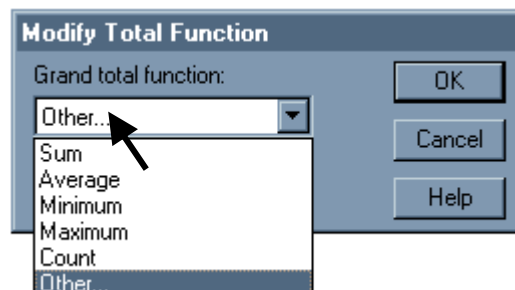 Modify Total Function
Grand total function:
OK
Other...
Cancel
Sum
Average
Minimum
Help
Maximum
Count
Other...